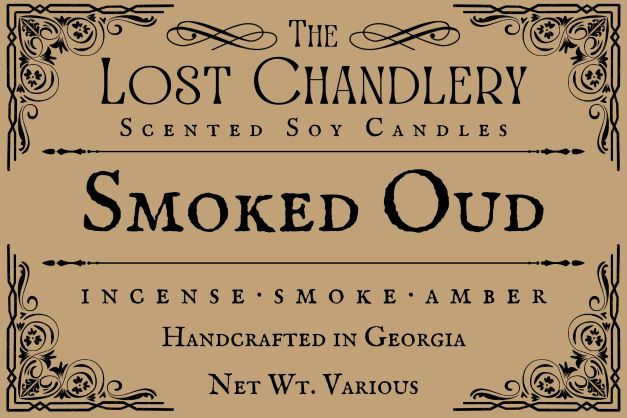 The
Lost Chandlery
Scented Soy Candles
Smoked Oud
INCENSE·SMOKE·AMBER
Handcrafted in Georgia
Net Wt. Various